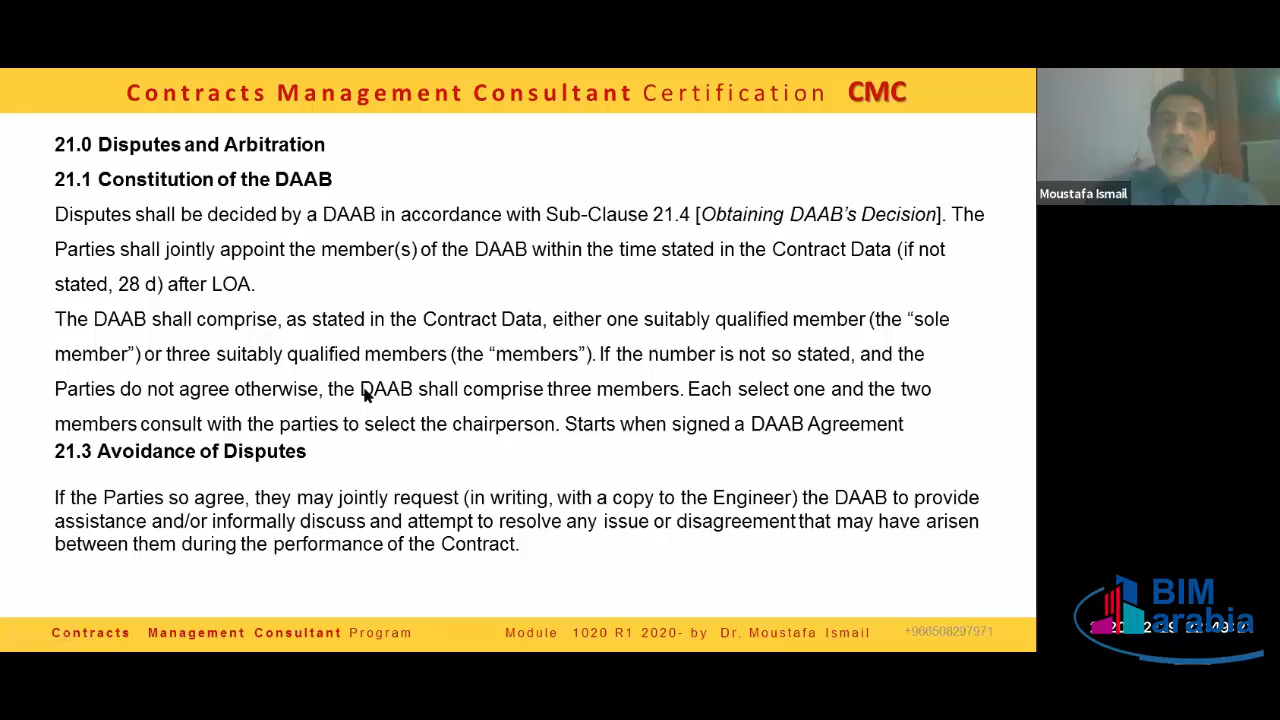 Contracts Management Consultant Certification CMC
21.0 Disputes and Arbitration
21.1 Constitution of the DAAB
Disputes shall be decided by a DAAB in accordance with Sub-Clause 21.4 [Obtaining DAAB's Decision]. The
Parties shall jointly appoint the member(s) of the DAAB within the time stated in the Contract Data (if not
stated, 28 d) after LOA.
The DAAB shall comprise, as stated in the Contract Data, either one suitably qualified member (the “sole
member”) or three suitably qualified members (the “members”). If the number is not so stated, and the
Parties do not agree otherwise, the DAAB shall comprise three members. Each select one and the two
members consult with the parties to select the chairperson. Starts when signed a DAAB Agreement
21.3 Avoidance of Disputes
If the Parties so agree, they may jointly request (in writing, with a copy to the Engineer) the DAAB to provide
assistance and/or informally discuss and attempt to resolve any issue or disagreement that may have arisen
between them during the performance of the Contract.
Contracts Management Consultant Program
Module 1020 R1 2020- by Dr. Moustafa Ismail
+966508297971
Moustafa Ismail
BIM
arabia